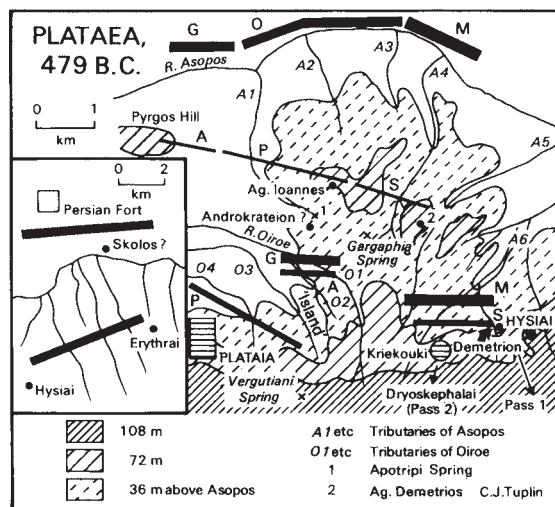 PLATAEA,
479 B.C.
G
O
M
R. Asopos
A1
A2
A3
A4
A5
A6
0 1
km
Pyrgos Hill
A
P
S
Ag. Ioannes
Androkrateion ?
1
2
R. Oiroe
Gargaphia
Spring
G
O1
A
O2
O3
O4
P
'Island'
M
S
HYSIAI
PLATAIA
Kriekouki
Demetrion
Vergutiani
Spring
Dryoskephalai
(Pass 2)
Pass 1
0 2
km
Persian Fort
Skolos ?
Erythrai
Hysiai
108 m
72 m
36 m above Asopos
A1 etc Tributaries of Asopos
O1 etc Tributaries of Oiroe
1 Apotripi Spring
2 Ag. Demetrios C.J.Tuplin